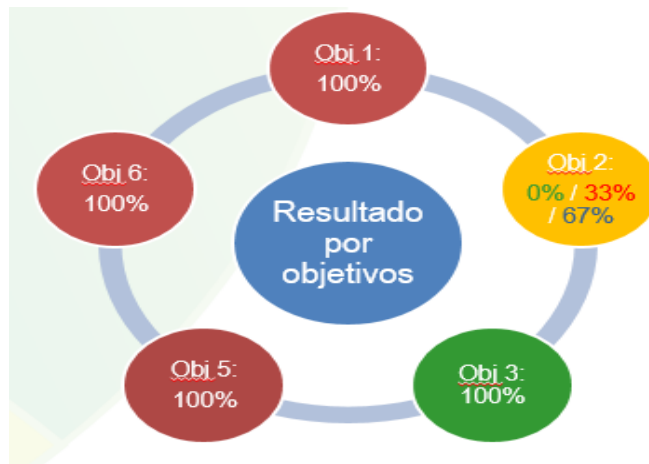 Obj 1:
100%
Obj 2:
0% / 33%
/ 67%
Obj 6:
100%
Resultado
por
objetivos
Obj 5:
100%
Obj 3:
100%